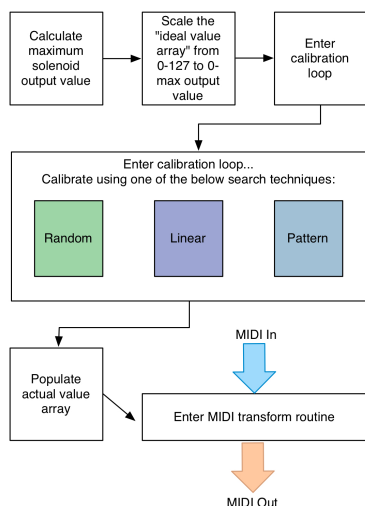 Calculate
maximum
solenoid
output value
Scale the
"ideal value
array" from
0-127 to 0-
max output
value
Enter
calibration
loop
Enter calibration loop...
Calibrate using one of the below search techniques:
Random
Linear
Pattern
Populate
actual value
array
MIDI In
Enter MIDI transform routine
MIDI Out